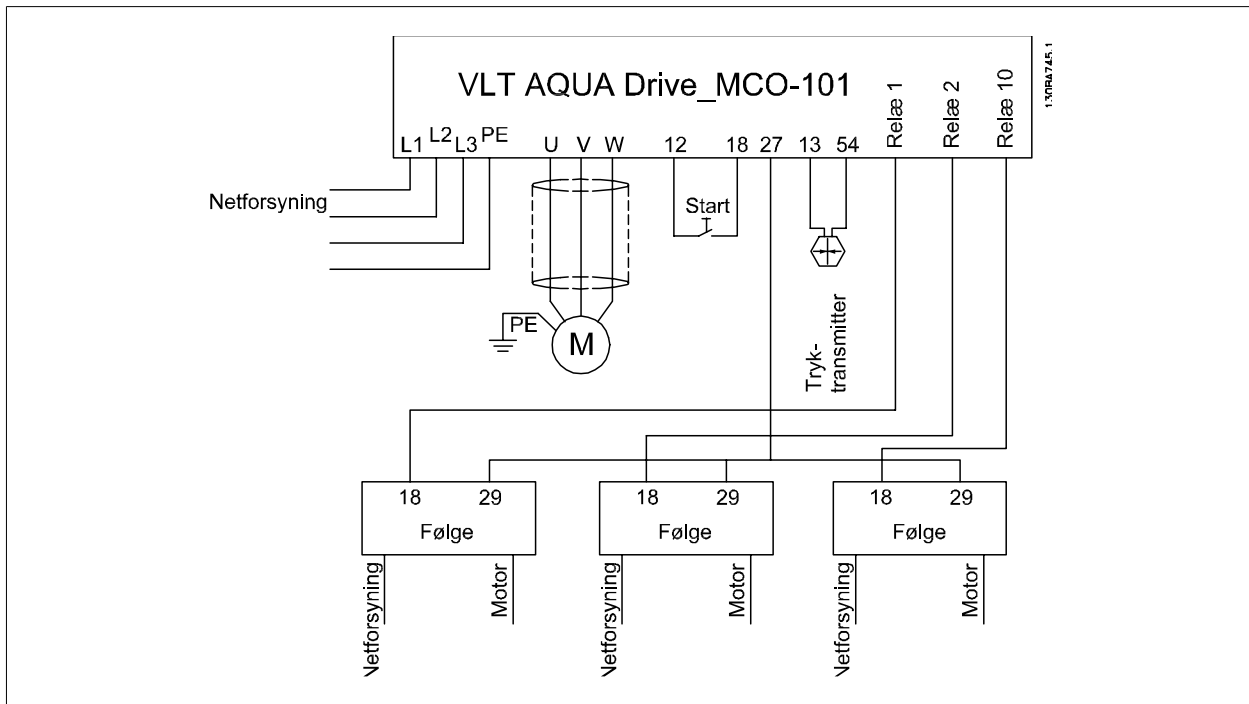 VLT AQUA Drive_MCO-101
Relæ 1
Relæ 2
Relæ 10
130BA745.1
L1 L2 L3 PE U V W 12 18 27 13 54
Netforsyning
Start
PE
M
Tryk-
transmitter
18 29
Følge
Netforsyning
Motor
18 29
Følge
Netforsyning
Motor
18 29
Følge
Netforsyning
Motor